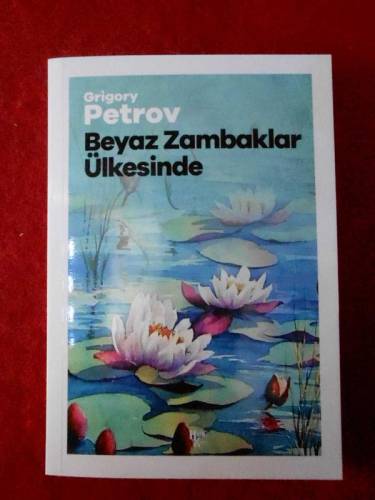 Grigory
Petrov
Beyaz Zambaklar
Ülkesinde